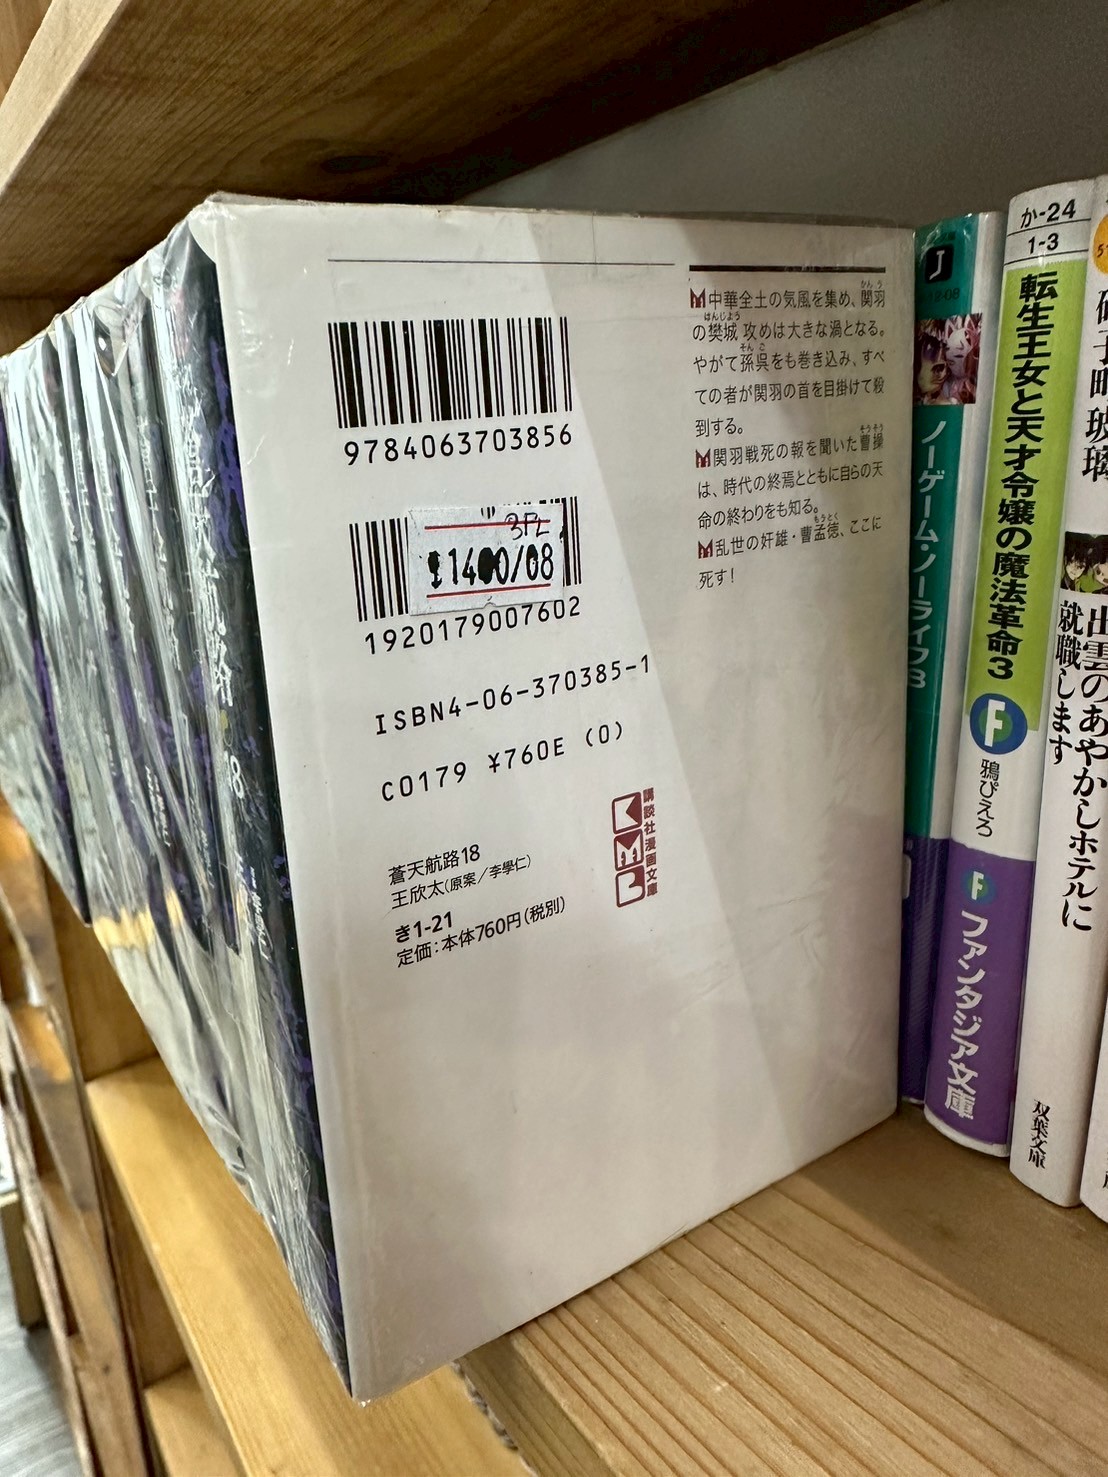 9784063703856
3FL
1400/08
1920179007602
ISBN4-06-370385-1
C0179 ¥760E (0)
蒼天航路18
王欣太(原案/李學仁)
き1-21
定価:本体760円(税別)
KMB
講談社漫画文庫
中華全土の気風を集め、関羽
の樊城攻めは大きな渦となる。
やがて孫呉をも巻き込み、すべ
ての者が関羽の首を目掛けて殺
到する。
関羽戦死の報を聞いた曹操
は、時代の終焉とともに自らの天
命の終わりをも知る。
乱世の奸雄・曹孟徳、ここに
死す!
18
J
ノーゲーム・ノーライフ3
か-24
1-3
転生王女と天才令嬢の魔法革命3
F
鴉ぴえろ
F
ファンタジア文庫
出雲のあやかしホテルに
就職します
双葉文庫